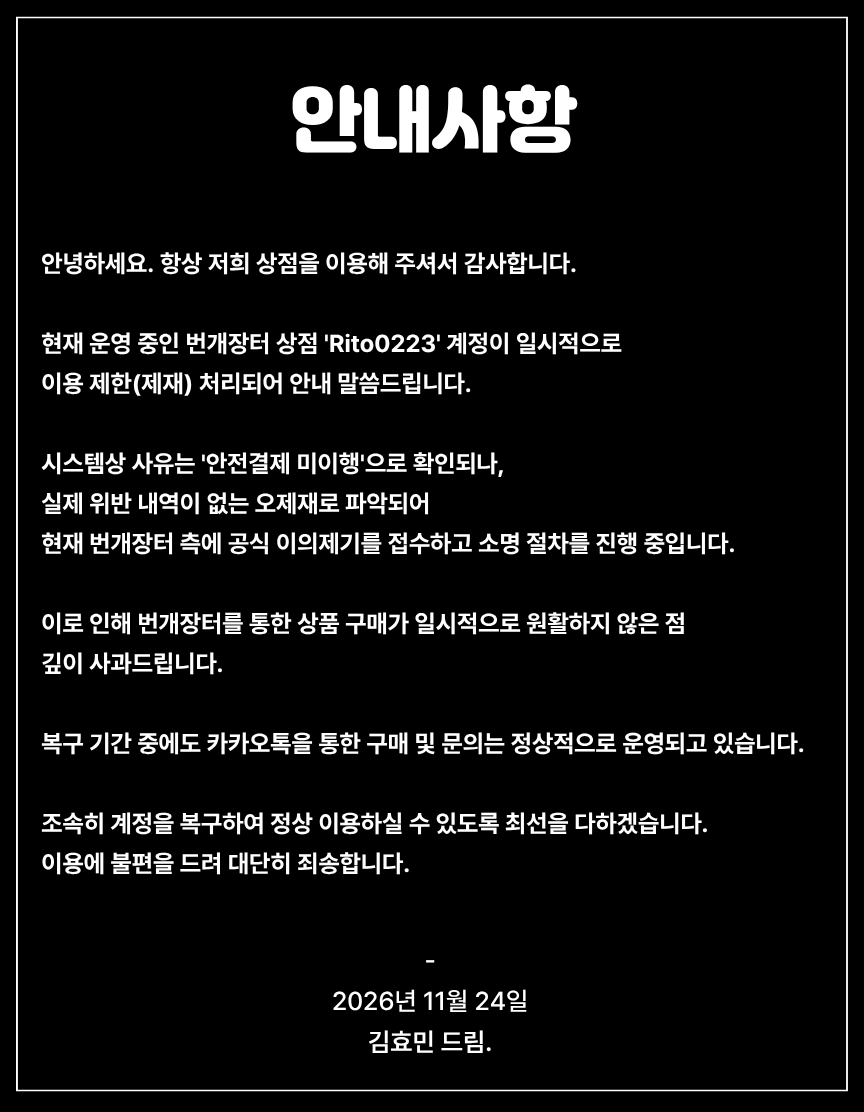 안내사항
안녕하세요. 항상 저희 상점을 이용해 주셔서 감사합니다.
현재 운영 중인 번개장터 상점 'Rito0223' 계정이 일시적으로
이용 제한(제재) 처리되어 안내 말씀드립니다.
시스템상 사유는 '안전결제 미이행'으로 확인되나,
실제 위반 내역이 없는 오제재로 파악되어
현재 번개장터 측에 공식 이의제기를 접수하고 소명 절차를 진행 중입니다.
이로 인해 번개장터를 통한 상품 구매가 일시적으로 원활하지 않은 점
깊이 사과드립니다.
복구 기간 중에도 카카오톡을 통한 구매 및 문의는 정상적으로 운영되고 있습니다.
조속히 계정을 복구하여 정상 이용하실 수 있도록 최선을 다하겠습니다.
이용에 불편을 드려 대단히 죄송합니다.
-
2026년 11월 24일
김효민 드림.